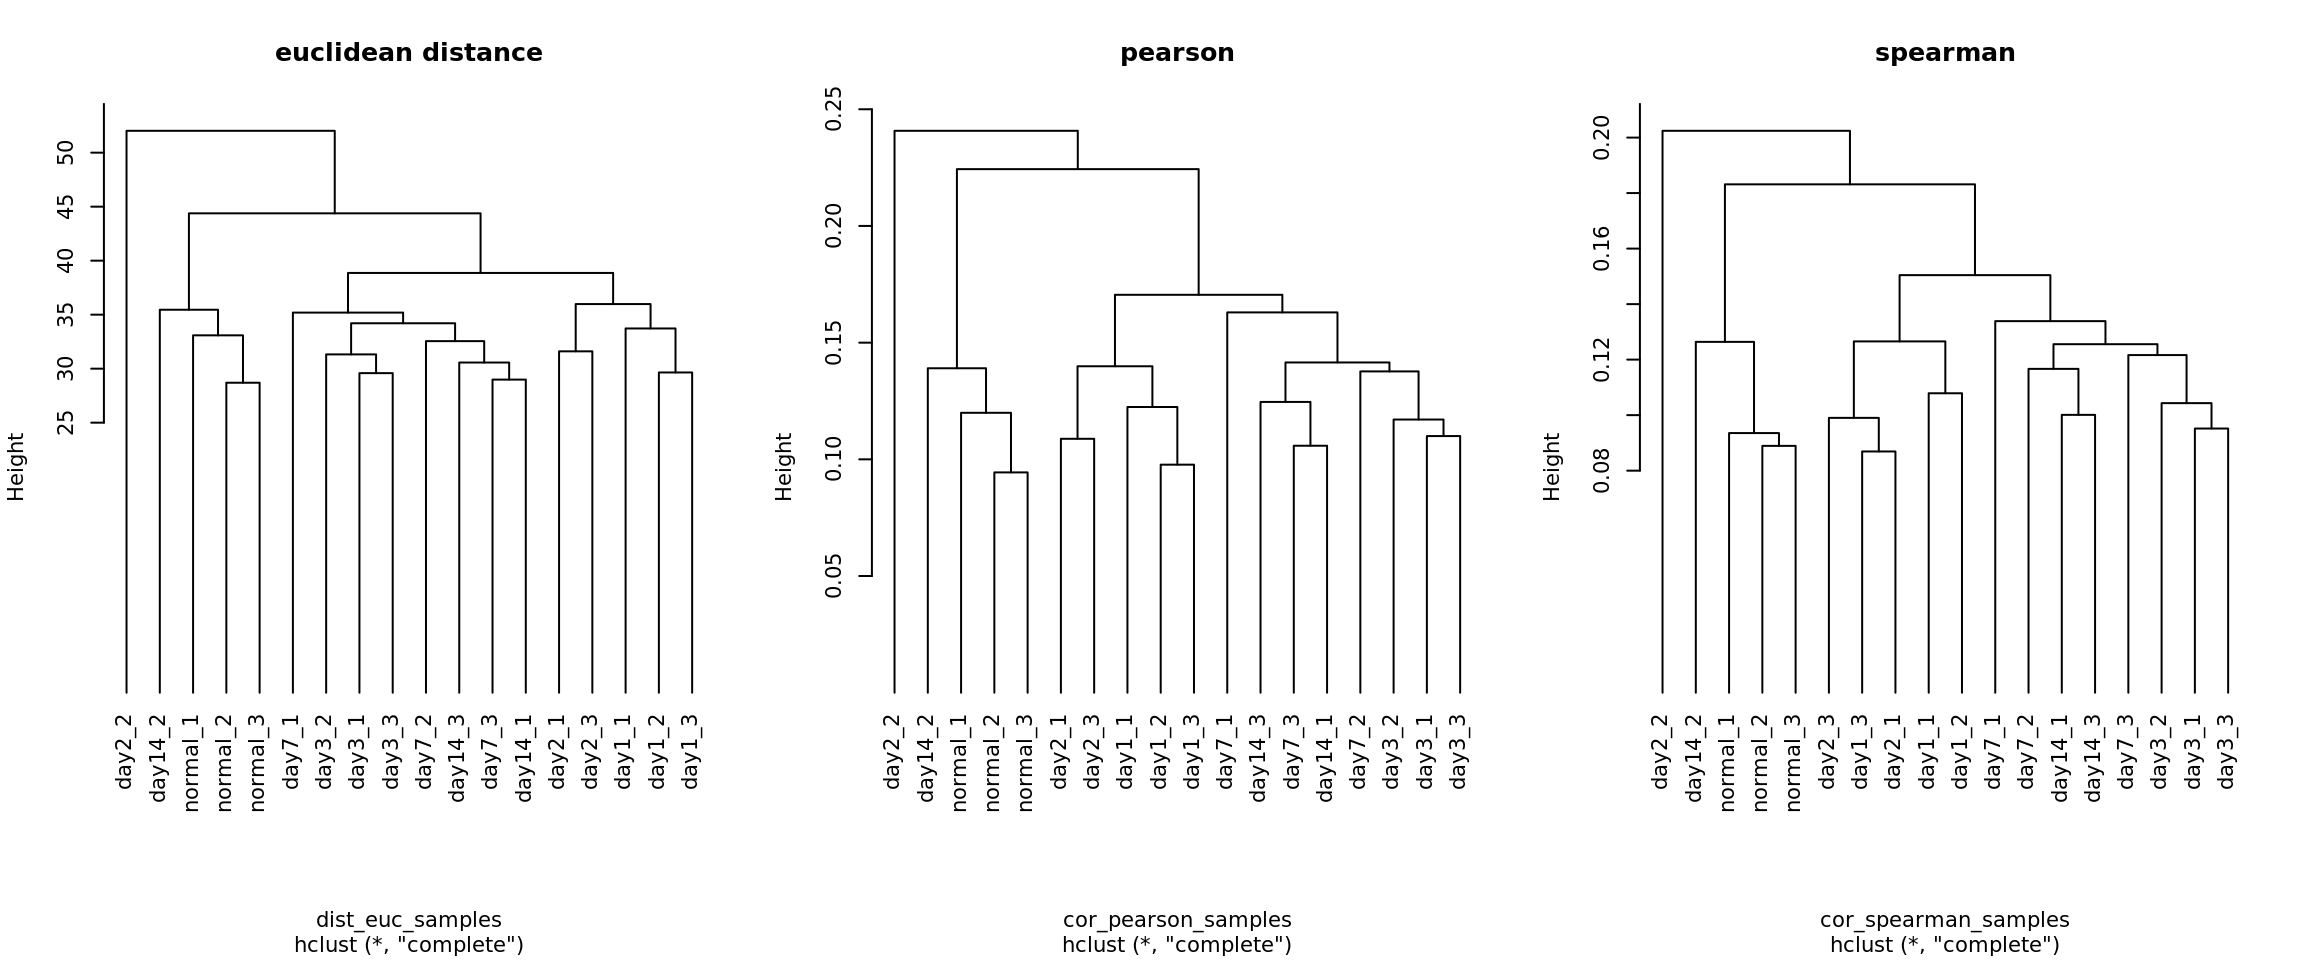 euclidean distance
Height
50
45
40
35
30
25
day2_2
day14_2
normal_1
normal_2
normal_3
day7_1
day3_2
day3_1
day3_3
day7_2
day14_3
day7_3
day14_1
day2_1
day2_3
day1_1
day1_2
day1_3
dist_euc_samples
hclust (*, "complete")
pearson
Height
0.25
0.20
0.15
0.10
0.05
day2_2
day14_2
normal_1
normal_2
normal_3
day2_1
day2_3
day1_1
day1_2
day1_3
day7_1
day14_3
day7_3
day14_1
day7_2
day3_2
day3_1
day3_3
cor_pearson_samples
hclust (*, "complete")
spearman
Height
0.20
0.16
0.12
0.08
day2_2
day14_2
normal_1
normal_2
normal_3
day2_3
day1_3
day2_1
day1_1
day1_2
day7_1
day7_2
day14_1
day14_3
day7_3
day3_2
day3_1
day3_3
cor_spearman_samples
hclust (*, "complete")